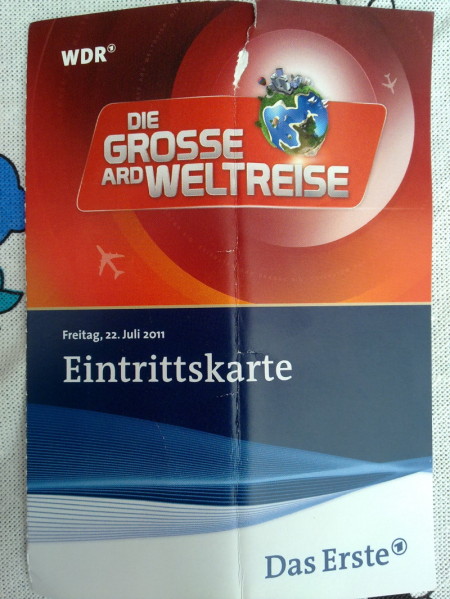 WDR
DIE
GROSSE
ARD WELTREISE
Freitag, 22. Juli 2011
Eintrittskarte
Das Erste